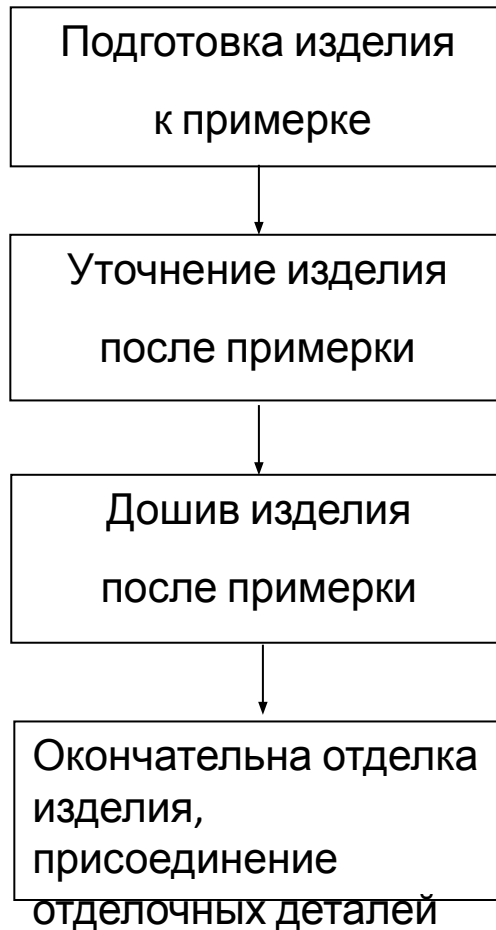 Подготовка изделия
к примерке
Уточнение изделия
после примерки
Дошив изделия
после примерки
Окончательна отделка
изделия,
присоединение
отделочных деталей